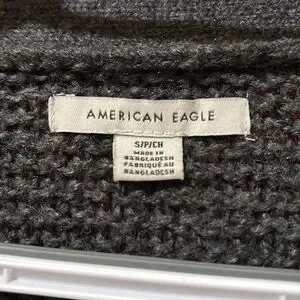 AMERICAN EAGLE
S/P/CH
MADE IN
BANGLADESH
FABRIQUÉ AU
BANGLADESH